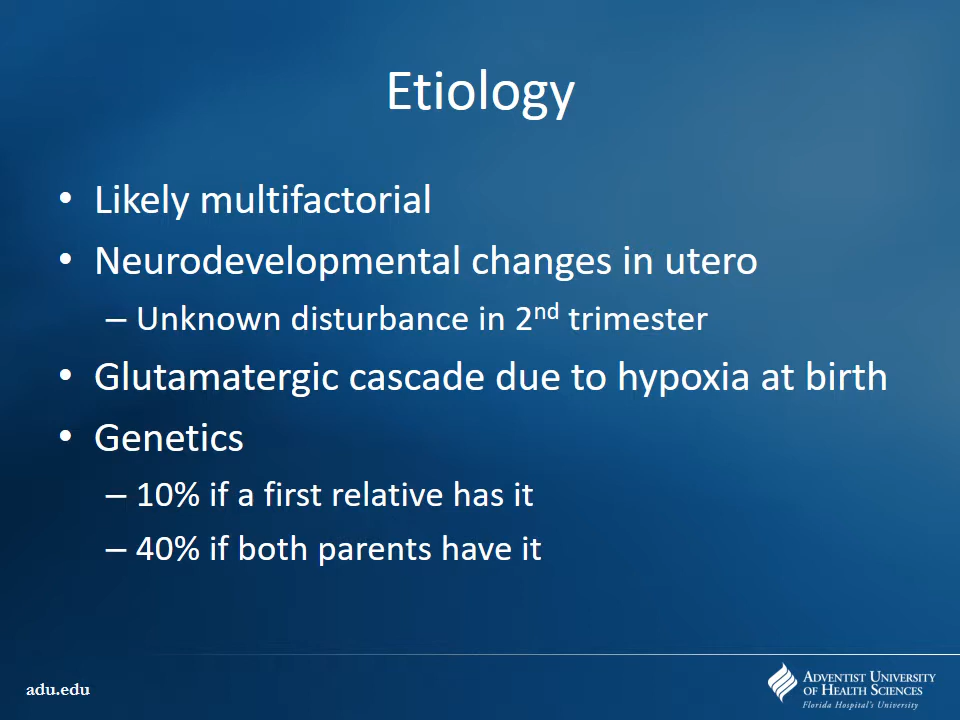 Etiology
• Likely multifactorial
• Neurodevelopmental changes in utero
– Unknown disturbance in 2nd trimester
• Glutamatergic cascade due to hypoxia at birth
• Genetics
– 10% if a first relative has it
– 40% if both parents have it
adu.edu
ADVENTIST UNIVERSITY
OF HEALTH SCIENCES
Florida Hospital's University